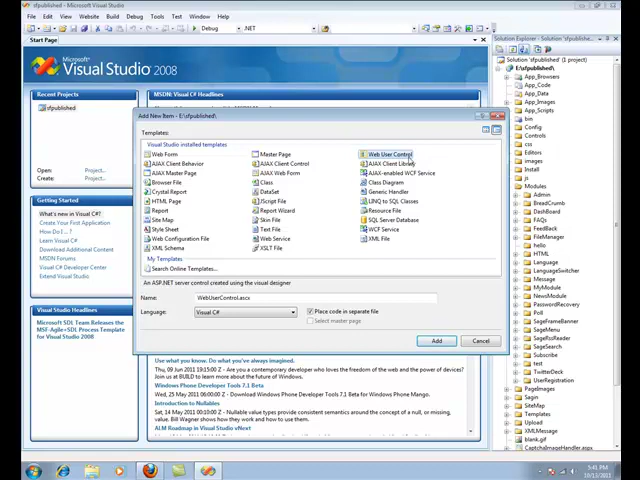 sfpublished - Microsoft Visual Studio
File Edit Website Build Debug Tools Test Window Help
Debug .NET
Start Page
Microsoft
Visual Studio 2008
Recent Projects
sfpublished
Open: Project...
Create: Project...
Getting Started
What's new in Visual C#?
Create Your First Application
How Do I ... ?
Learn Visual C#
Download Additional Content
MSDN Forums
Visual C# Developer Center
Extend Visual Studio
Visual Studio Headlines
Microsoft SDL Team Releases the
MSF-Agile+SDL Process Template
for Visual Studio 2008
MSDN: Visual C# Headlines
Add New Item - E:\sfpublished\
Templates:
Visual Studio installed templates
Web Form Master Page Web User Control
AJAX Client Behavior AJAX Client Control AJAX Client Library
AJAX Master Page AJAX Web Form AJAX-enabled WCF Service
Browser File Class Class Diagram
Crystal Report DataSet Generic Handler
HTML Page JScript File LINQ to SQL Classes
Report Report Wizard Resource File
Site Map Skin File SQL Server Database
Style Sheet Text File WCF Service
Web Configuration File Web Service XML File
XML Schema XSLT File
My Templates
Search Online Templates...
An ASP.NET server control created using the visual designer
Name: WebUserControl.ascx
Language: Visual C# Place code in separate file
Select master page
Add Cancel
Use what you know. Do what you've always imagined.
Thu, 09 Jun 2011 19:15:00 Z - Are you a contemporary developer who loves the freedom of the web and the power of devices?
Join us at BUILD to learn more about the future of Windows.
Windows Phone Developer Tools 7.1 Beta
Wed, 25 May 2011 06:00:00 Z - Download Windows Phone Developer Tools 7.1 Beta to target Windows Phone Mango.
Introduction to Nullables
Sat, 14 May 2011 00:10:00 Z - Nullable value types provide consistent semantics around the concept of a null, or missing,
value. Bill Wagner shows how they work and how to use them.
ALM Roadmap in Visual Studio vNext
Solution Explorer - Solution 'sfpublishe...
Solution 'sfpublished' (1 project)
E:\sfpublished\
App_Browsers
App_Code
App_Data
App_Images
App_Scripts
bin
Config
Controls
css
Editors
Install
js
Modules
Admin
BreadCrumb
DashBoard
FAQs
FileManager
hello
HTML
Language
LanguageSwitcher
Message
MyModule
NewsModule
PasswordRecovery
Poll
SageFrameBanner
SageMenu
SageRssFeed
SageSearch
Subscribe
test
TwitterDeck
UserRegistration
PageImages
Sagin
SiteMap
Templates
Upload
XMLMessage
blank.gif
CaptchaImageHandler.aspx
5:41 PM